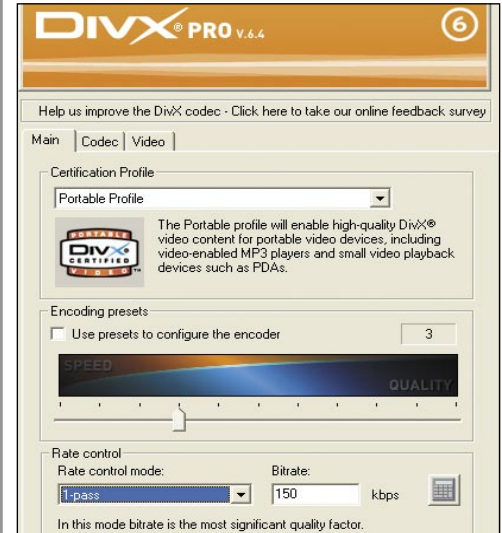 DIVX® PRO V.6.4
6
Help us improve the DivX codec - Click here to take our online feedback survey
Main Codec Video
Certification Profile
Portable Profile
PORTABLE
DIVX
CERTIFIED
VIDEO™
The Portable profile will enable high-quality DivX®
video content for portable video devices, including
video-enabled MP3 players and small video playback
devices such as PDAs.
Encoding presets
Use presets to configure the encoder 3
SPEED
QUALITY
Rate control
Rate control mode: Bitrate:
1-pass 150 kbps
In this mode bitrate is the most significant quality factor.